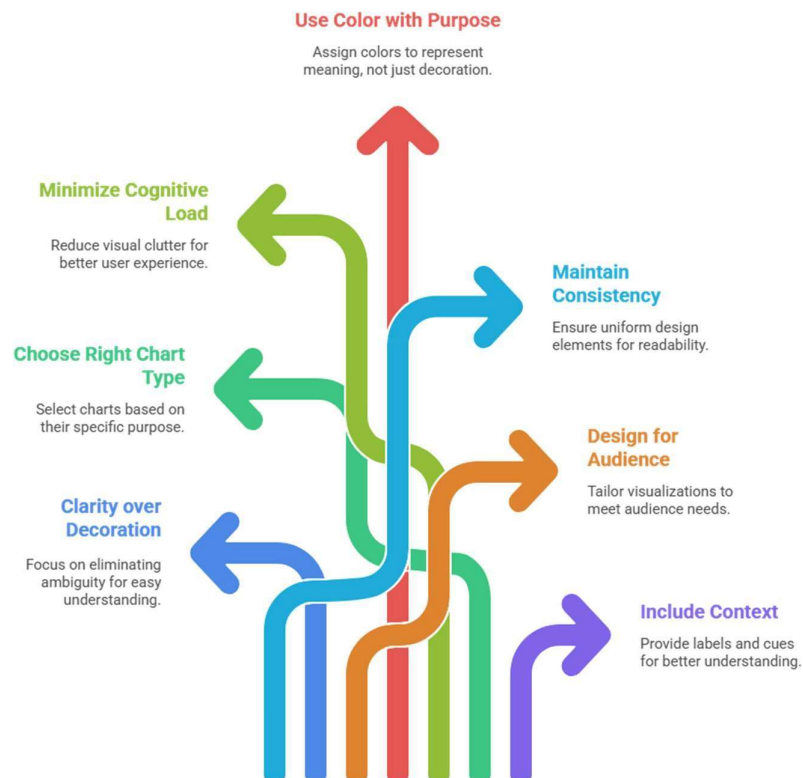 Use Color with Purpose
Assign colors to represent
meaning, not just decoration.
Minimize Cognitive
Load
Reduce visual clutter for
better user experience.
Maintain
Consistency
Ensure uniform design
elements for readability.
Choose Right Chart
Type
Select charts based on
their specific purpose.
Design for
Audience
Tailor visualizations to
meet audience needs.
Clarity over
Decoration
Focus on eliminating
ambiguity for easy
understanding.
Include Context
Provide labels and cues
for better understanding.